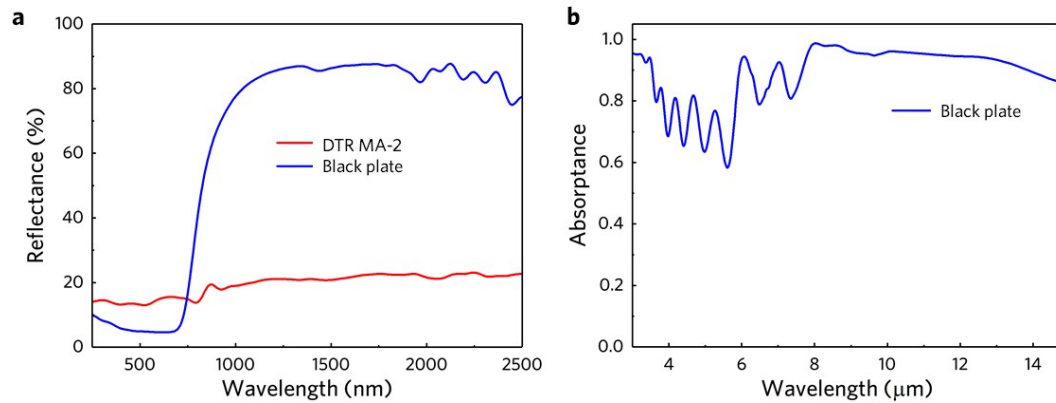 a
100
80
60
40
20
0
Reflectance (%)
DTR MA-2
Black plate
500
1000
1500
2000
2500
Wavelength (nm)
b
1.0
0.8
0.6
0.4
0.2
0.0
Absorptance
Black plate
4
6
8
10
12
14
Wavelength (μm)